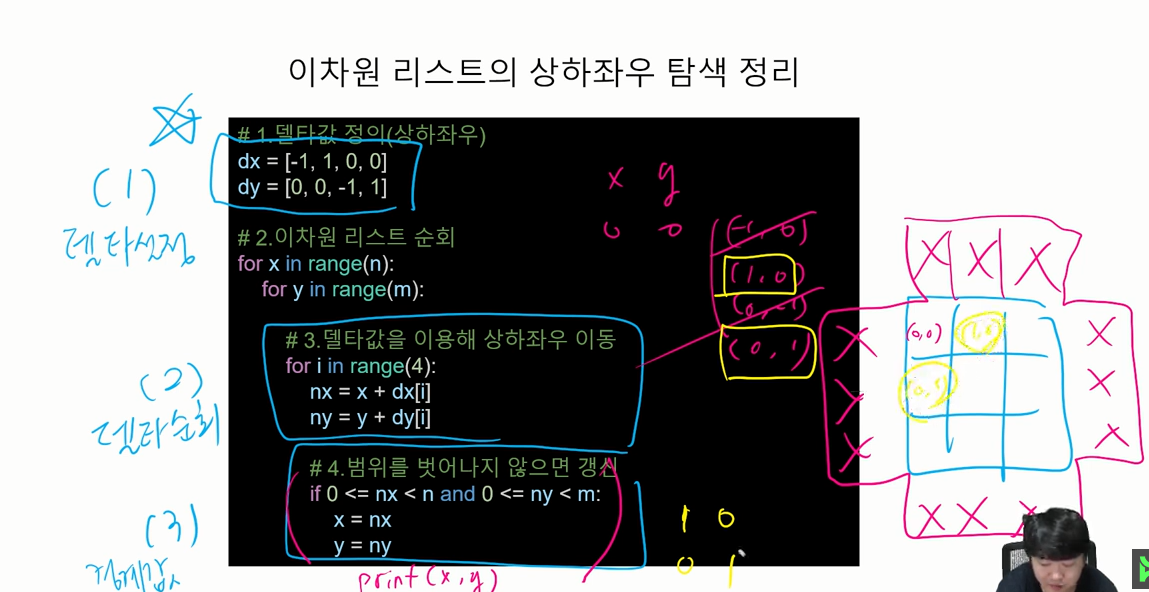 이차원 리스트의 상하좌우 탐색 정리
# 1.델타값 정의(상하좌우)
dx = [-1, 1, 0, 0]
dy = [0, 0, -1, 1]
(1)
델타설정
# 2.이차원 리스트 순회
for x in range(n):
for y in range(m):
# 3.델타값을 이용해 상하좌우 이동
for i in range(4):
nx = x + dx[i]
ny = y + dy[i]
(2)
델타순회
# 4.범위를 벗어나지 않으면 갱신
if 0 <= nx < n and 0 <= ny < m:
x = nx
y = ny
(3)
print(x,y)
x y
0 0
(-1, 0)
(1, 0)
(0, -1)
(0, 1)
1 0
0 1
X X X
X (0,0) X
X X
X X
X X X